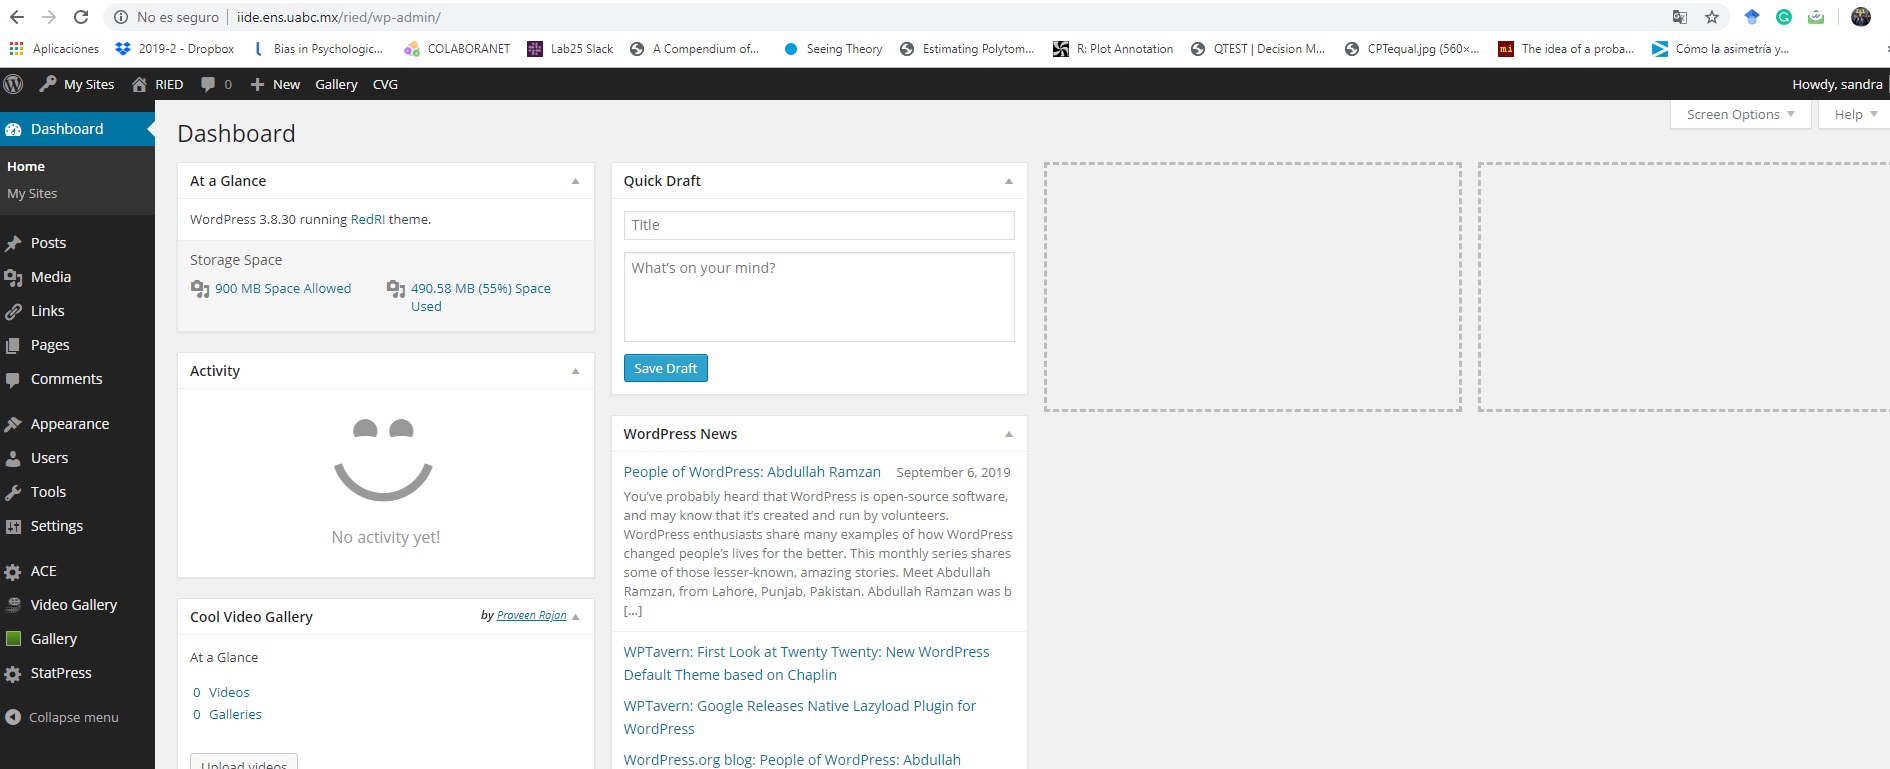 No es seguro iide.ens.uabc.mx/ried/wp-admin/
Aplicaciones 2019-2 - Dropbox Bias in Psychologic... COLABORANET Lab25 Slack A Compendium of... Seeing Theory Estimating Polytom... R: Plot Annotation QTEST | Decision M... CPTequal.jpg (560×... mi The idea of a proba... Cómo la asimetría y...
My Sites RIED 0 New Gallery CVG Howdy, sandra
Dashboard
Home
My Sites
Posts
Media
Links
Pages
Comments
Appearance
Users
Tools
Settings
ACE
Video Gallery
Gallery
StatPress
Collapse menu
Screen Options Help
Dashboard
At a Glance
WordPress 3.8.30 running RedRI theme.
Storage Space
900 MB Space Allowed
490.58 MB (55%) Space
Used
Activity
No activity yet!
Cool Video Gallery by Praveen Rajan
At a Glance
0 Videos
0 Galleries
Upload videos
Quick Draft
Title
What's on your mind?
Save Draft
WordPress News
People of WordPress: Abdullah Ramzan September 6, 2019
You've probably heard that WordPress is open-source software,
and may know that it's created and run by volunteers.
WordPress enthusiasts share many examples of how WordPress
changed people's lives for the better. This monthly series shares
some of those lesser-known, amazing stories. Meet Abdullah
Ramzan, from Lahore, Punjab, Pakistan. Abdullah Ramzan was b
[...]
WPTavern: First Look at Twenty Twenty: New WordPress
Default Theme based on Chaplin
WPTavern: Google Releases Native Lazyload Plugin for
WordPress
WordPress.org blog: People of WordPress: Abdullah